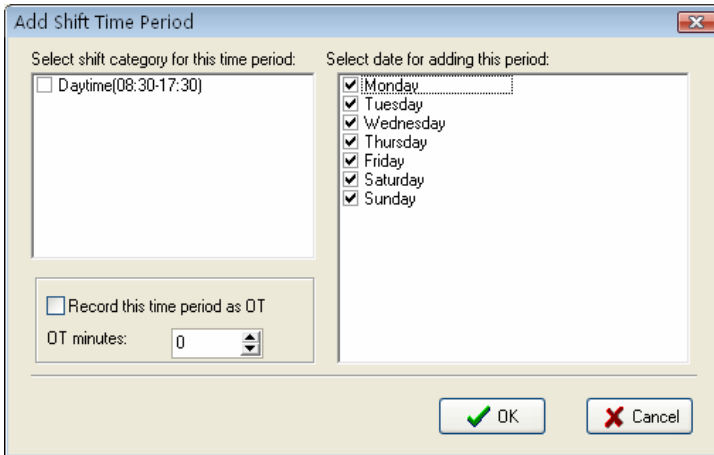 Add Shift Time Period
Select shift category for this time period:
Daytime(08:30-17:30)
Select date for adding this period:
Monday
Tuesday
Wednesday
Thursday
Friday
Saturday
Sunday
Record this time period as OT
OT minutes:
0
OK
Cancel